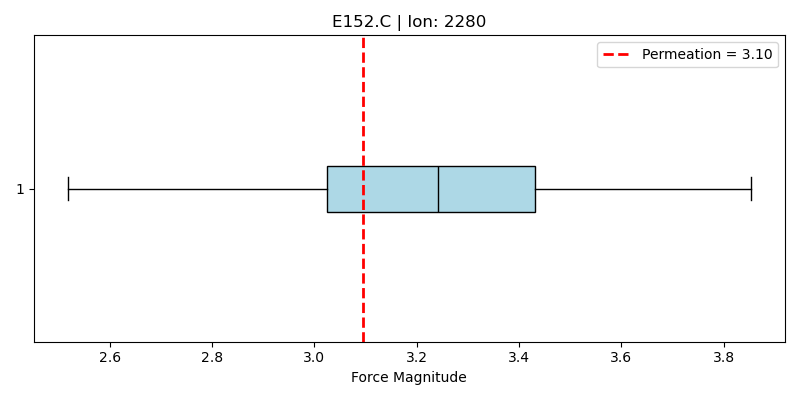 E152.C | Ion: 2280
Permeation = 3.10
1
2.6 2.8 3.0 3.2 3.4 3.6 3.8
Force Magnitude